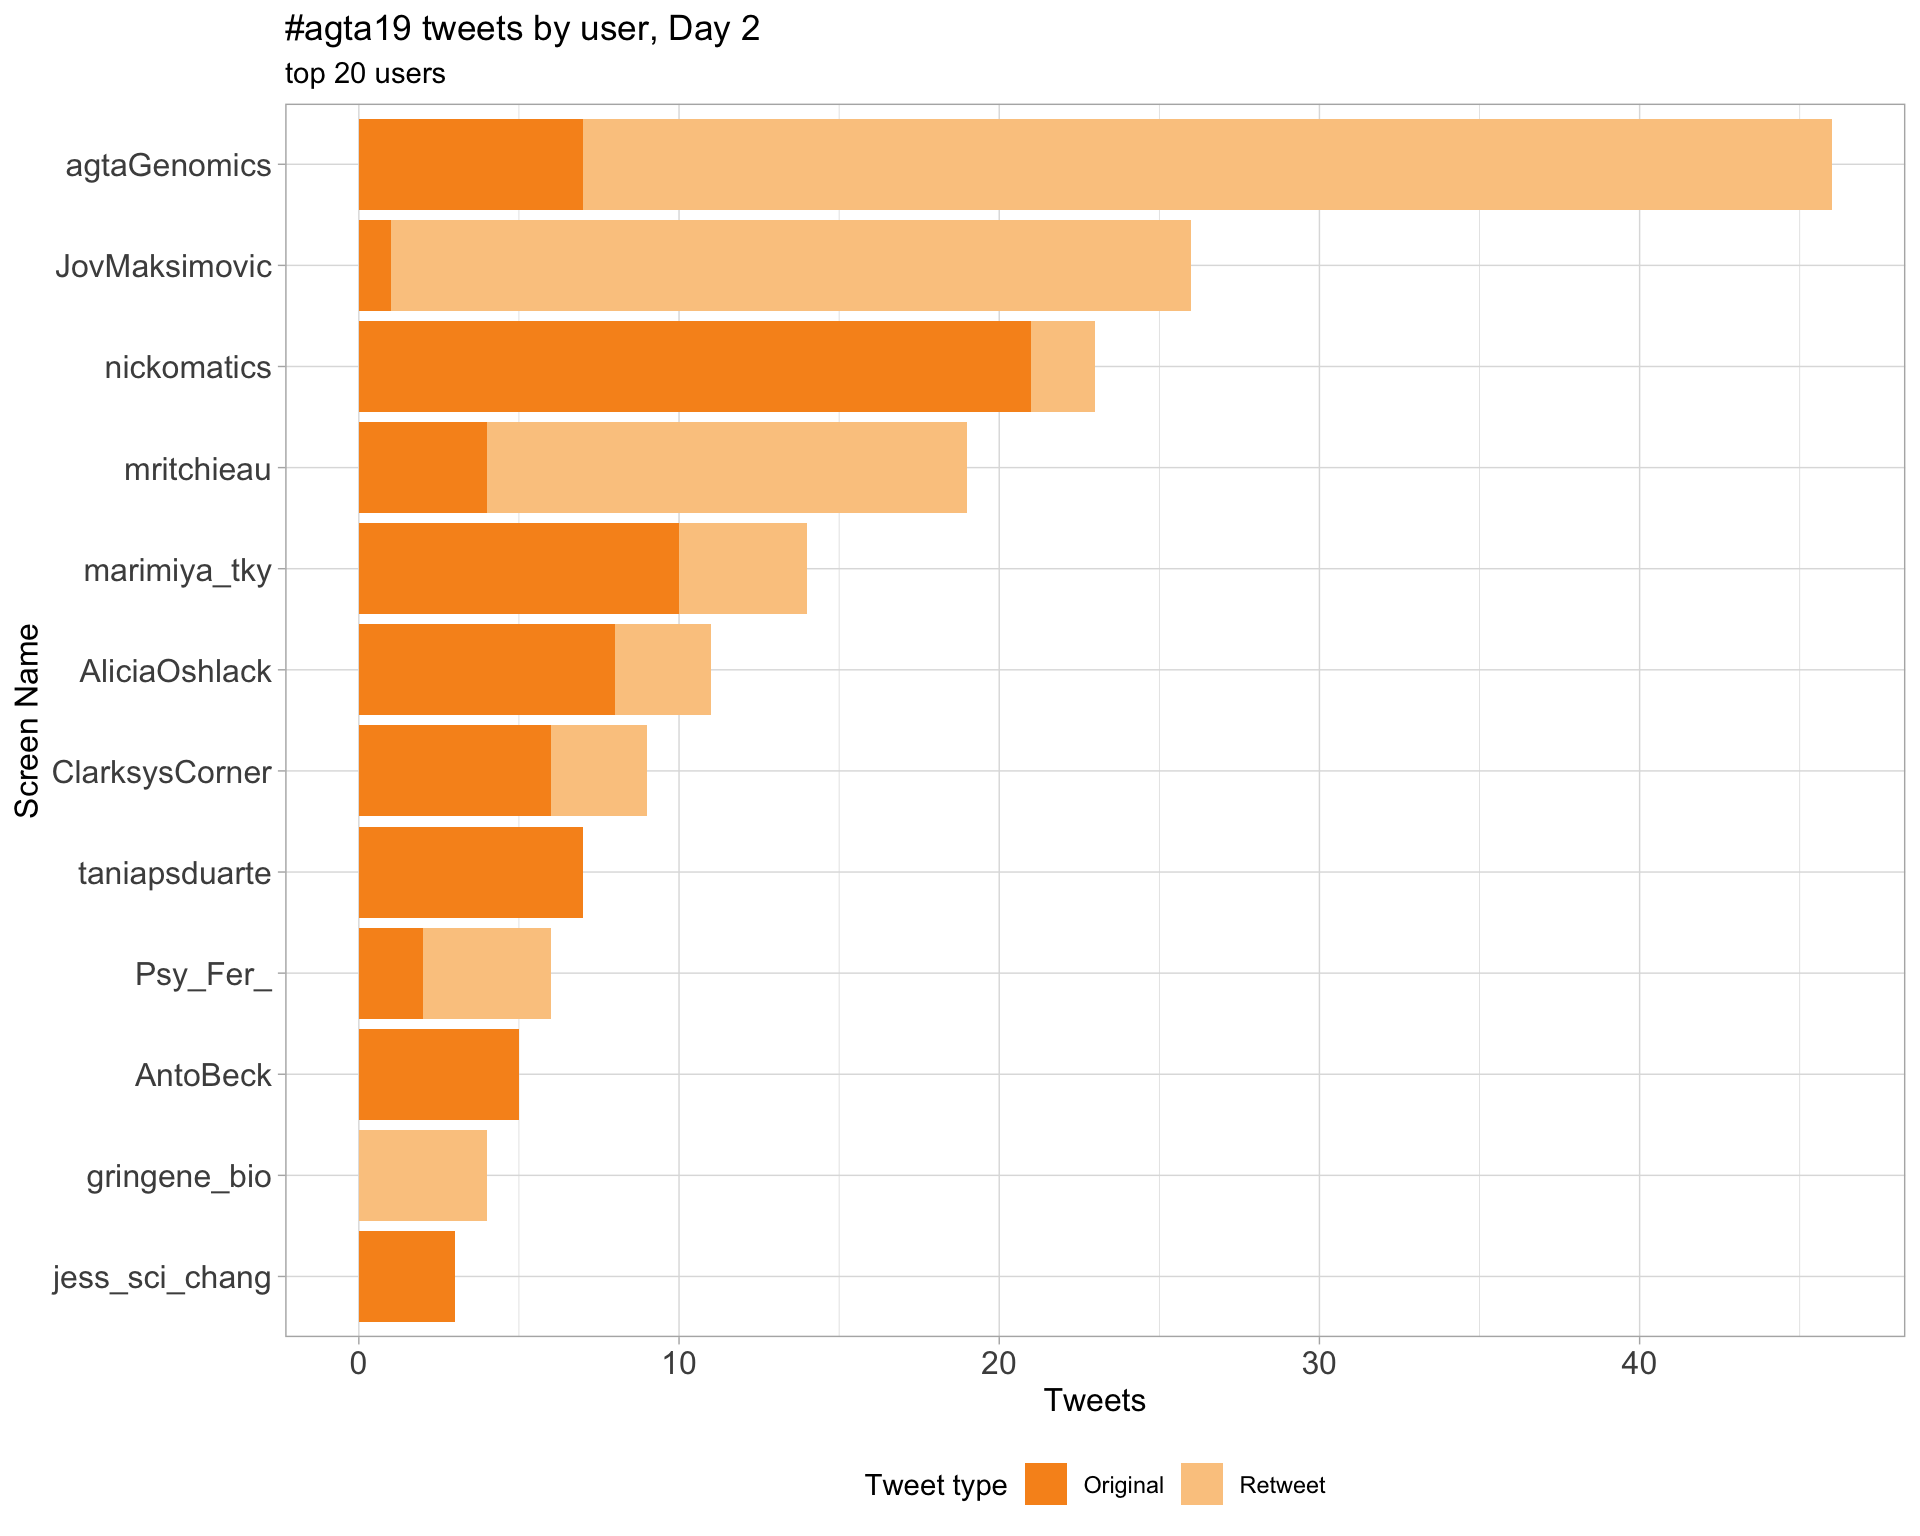 #agta19 tweets by user, Day 2
top 20 users
agtaGenomics
JovMaksimovic
nickomatics
mritchieau
marimiya_tky
AliciaOshlack
ClarksysCorner
taniapsduarte
Psy_Fer_
AntoBeck
gringene_bio
jess_sci_chang
Screen Name
0 10 20 30 40
Tweets
Tweet type Original Retweet